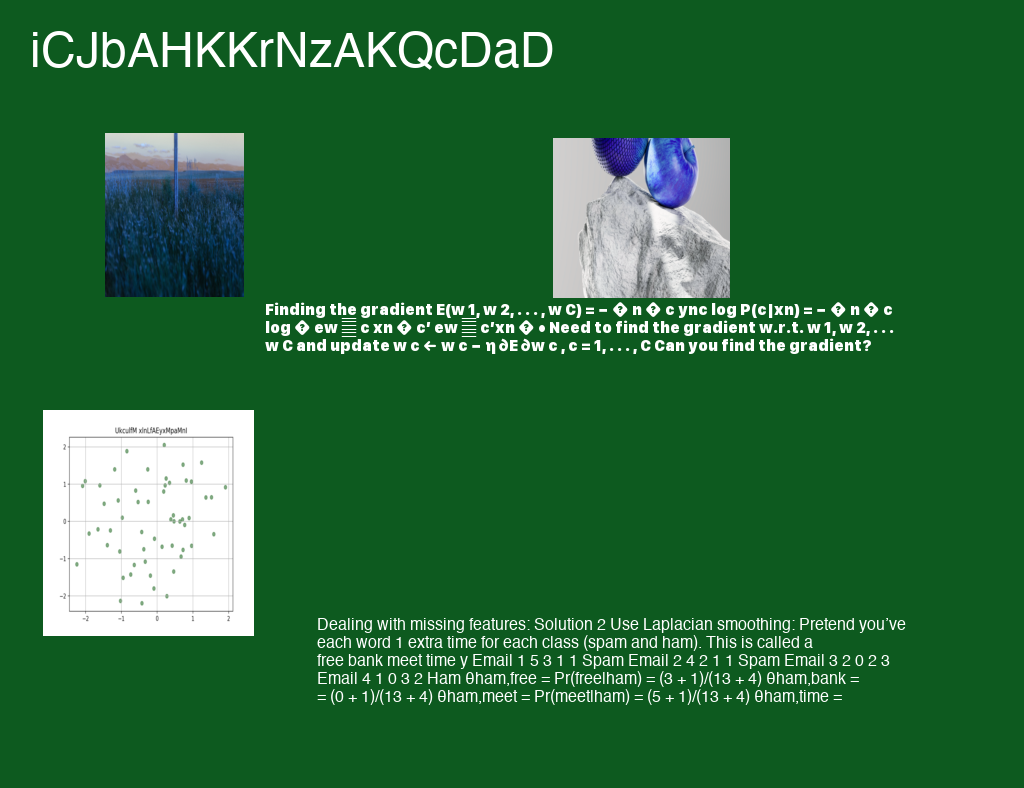 iCJbAHKKrNzAKQcDaD
Finding the gradient E(w 1, w 2, . . . , w C) = − � n � c ync log P(c|xn) = − � n � c
log � ew ▒ c xn � c′ ew ▒ c′xn � • Need to find the gradient w.r.t. w 1, w 2, . . .
w C and update w c ← w c − η ∂E ∂w c , c = 1, . . . , C Can you find the gradient?
UkcuIfM xInLfAEyxMpaMnI
2
1
0
−1
−2
−2 −1 0 1 2
Dealing with missing features: Solution 2 Use Laplacian smoothing: Pretend you’ve
each word 1 extra time for each class (spam and ham). This is called a
free bank meet time y Email 1 5 3 1 1 Spam Email 2 4 2 1 1 Spam Email 3 2 0 2 3
Email 4 1 0 3 2 Ham θham,free = Pr(free|ham) = (3 + 1)/(13 + 4) θham,bank =
= (0 + 1)/(13 + 4) θham,meet = Pr(meet|ham) = (5 + 1)/(13 + 4) θham,time =